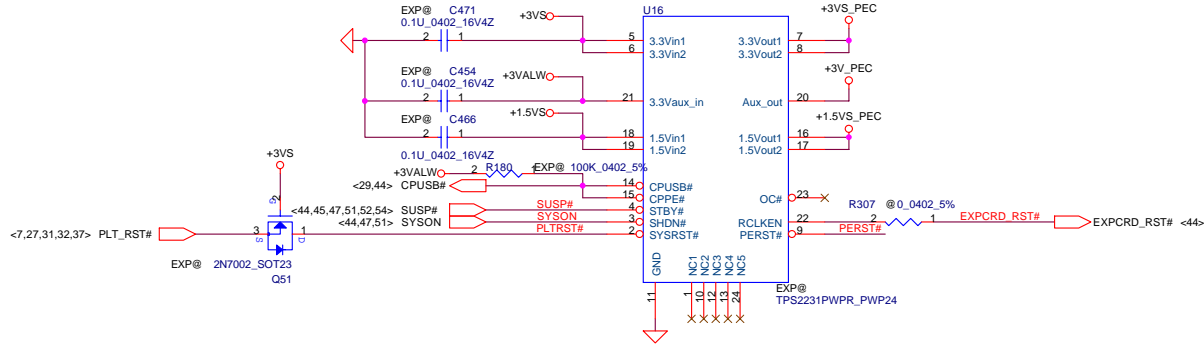 U16
+3VS_PEC
EXP@ C471
0.1U_0402_16V4Z
+3VS
2 1
5 3.3Vin1 3.3Vout1 7
6 3.3Vin2 3.3Vout2 8
+3V_PEC
EXP@ C454
0.1U_0402_16V4Z
+3VALW
2 1
21 3.3Vaux_in Aux_out 20
EXP@ C466
+1.5VS
+1.5VS_PEC
2 1
18 1.5Vin1 1.5Vout1 16
19 1.5Vin2 1.5Vout2 17
0.1U_0402_16V4Z
+3VS
+3VALW 2 R180 1 EXP@ 100K_0402_5%
<29,44> CPUSB#
14 CPUSB#
15 CPPE# OC# 23
2
G
<44,45,47,51,52,54> SUSP# SUSP# 4 STBY#
R307 @0_0402_5%
<44,47,51> SYSON SYSON 3 SHDN# RCLKEN 22 2 1 EXPCRD_RST# EXPCRD_RST# <44>
<7,27,31,32,37> PLT_RST# 3 S D 1 PLTRST# 2 SYSRST# PERST# 9 PERST#
EXP@ 2N7002_SOT23
Q51
GND NC1 NC2 NC3 NC4 NC5
11 1 10 12 13 24
EXP@
TPS2231PWPR_PWP24